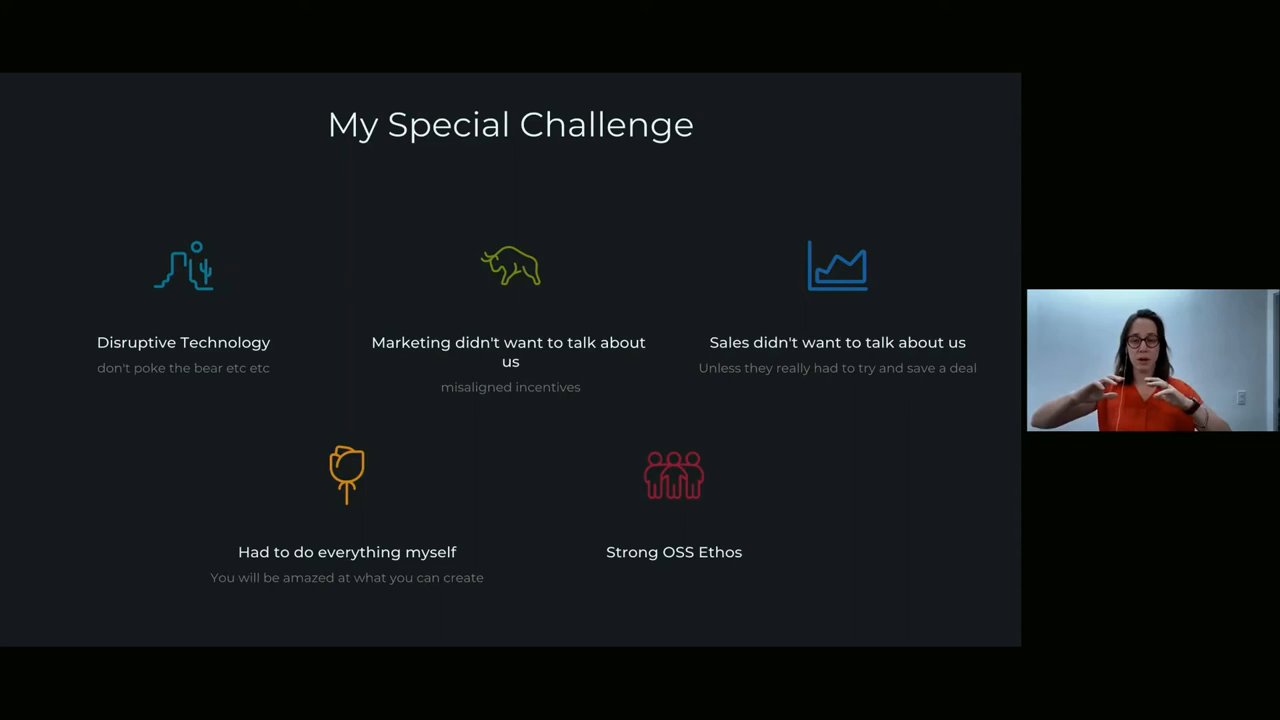 My Special Challenge
Disruptive Technology
don't poke the bear etc etc
Marketing didn't want to talk about
us
misaligned incentives
Sales didn't want to talk about us
Unless they really had to try and save a deal
Had to do everything myself
You will be amazed at what you can create
Strong OSS Ethos